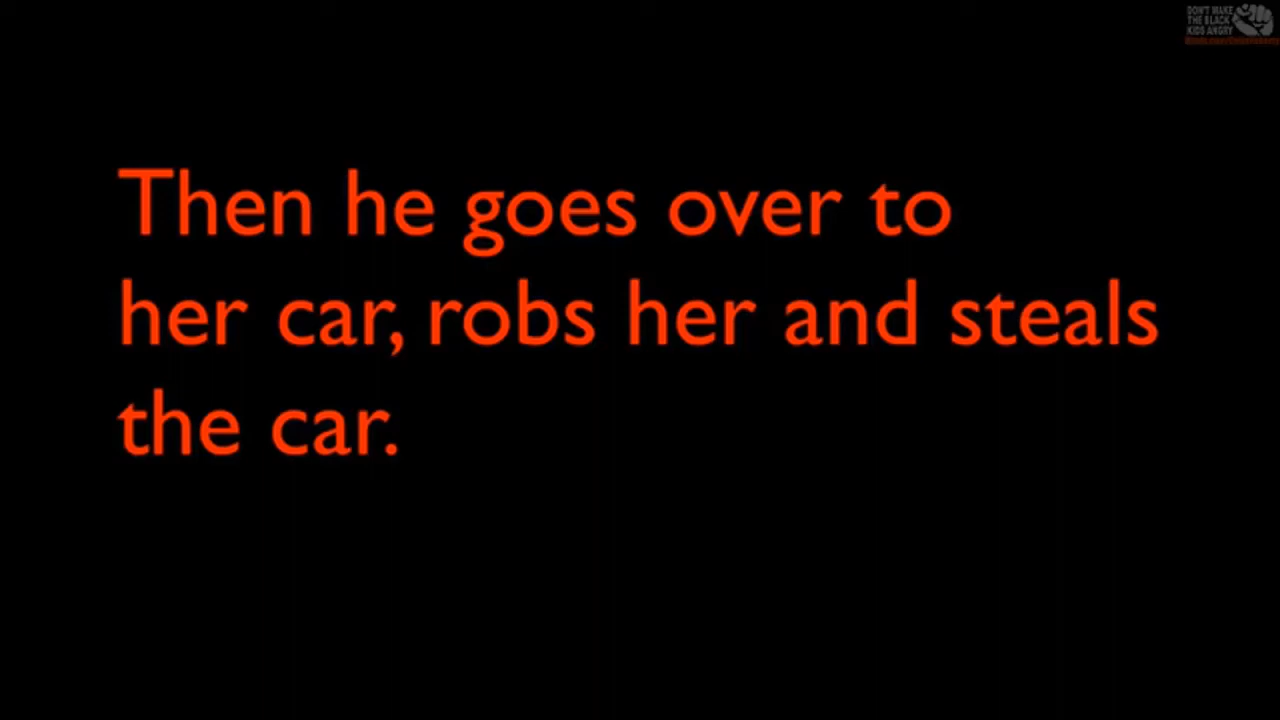 DON'T MAKE
THE BLACK
KIDS ANGRY
Then he goes over to
her car, robs her and steals
the car.